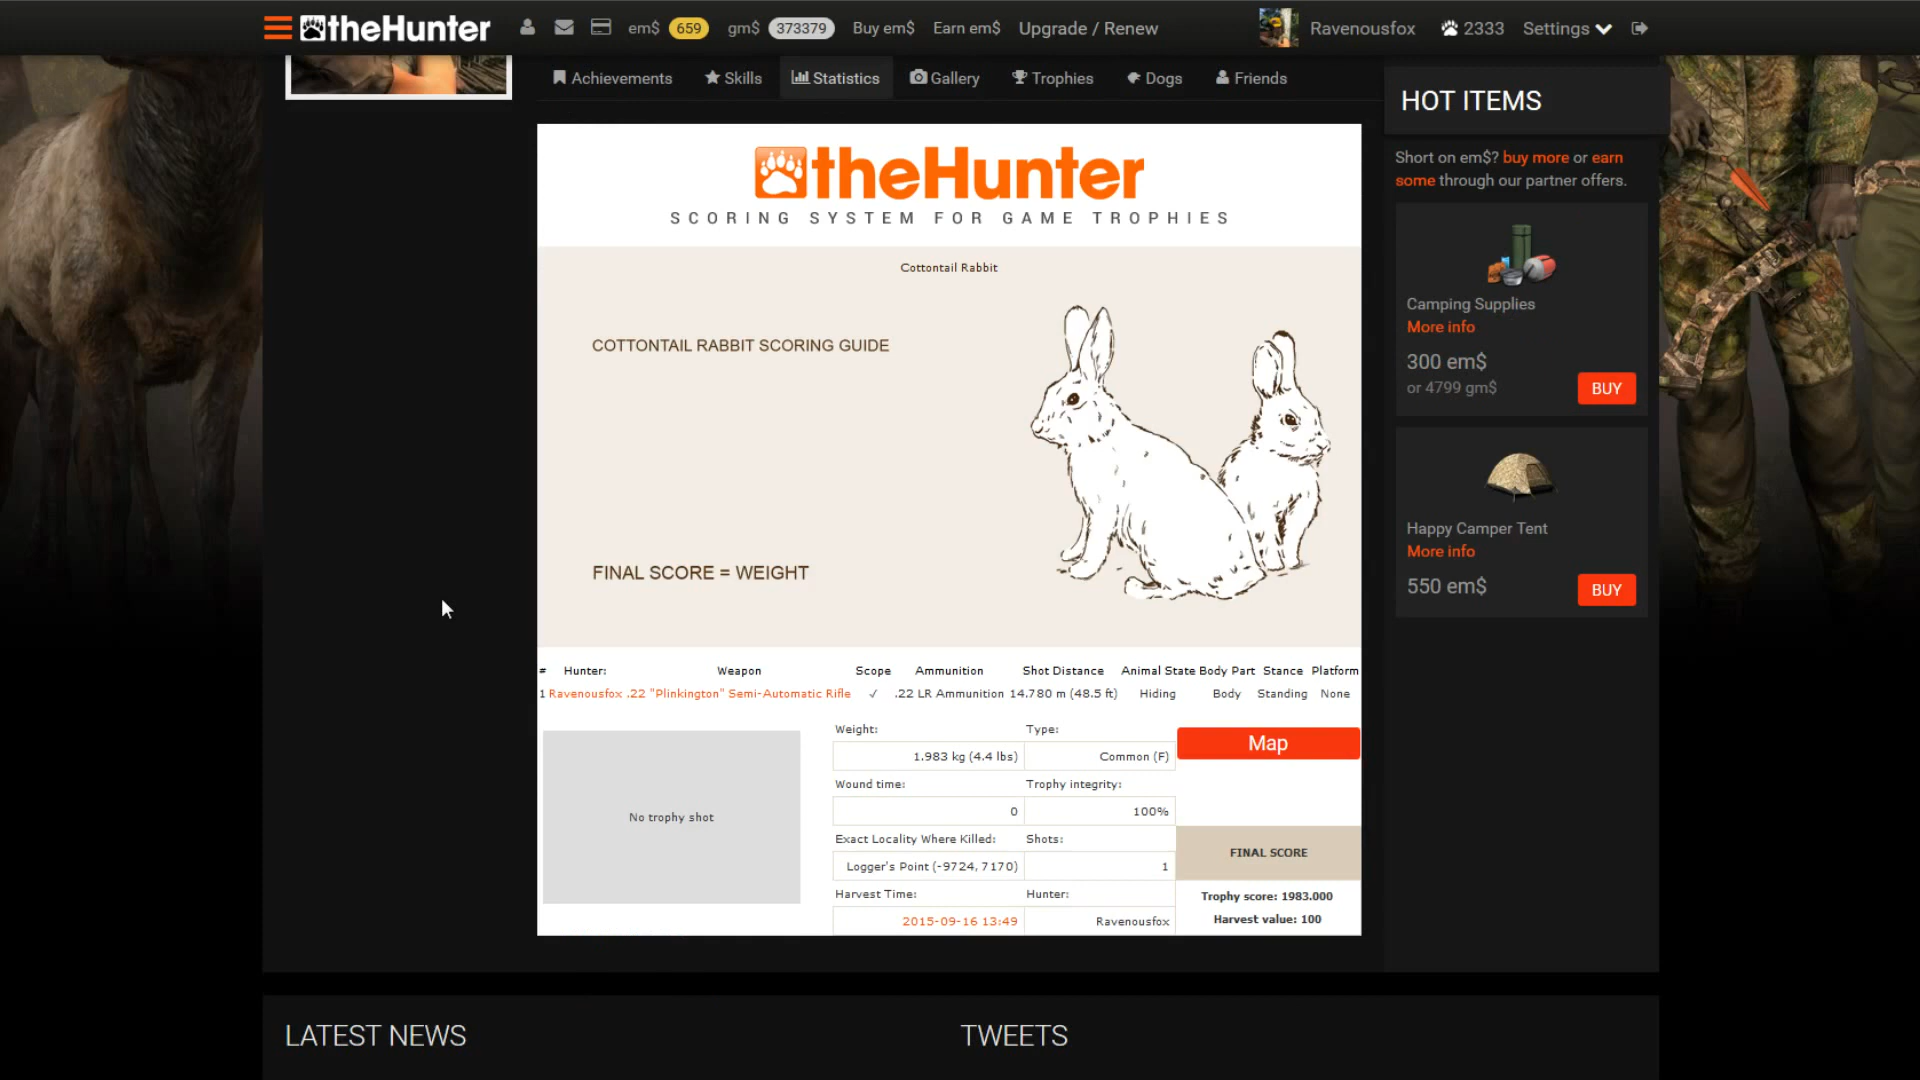 theHunter em$ 659 gm$ 373379 Buy em$ Earn em$ Upgrade / Renew Ravenousfox 2333 Settings
Achievements Skills Statistics Gallery Trophies Dogs Friends
HOT ITEMS
Short on em$? buy more or earn
some through our partner offers.
Camping Supplies
More info
300 em$
or 4799 gm$
BUY
Happy Camper Tent
More info
550 em$
BUY
theHunter
SCORING SYSTEM FOR GAME TROPHIES
Cottontail Rabbit
COTTONTAIL RABBIT SCORING GUIDE
FINAL SCORE = WEIGHT
# Hunter: Weapon Scope Ammunition Shot Distance Animal State Body Part Stance Platform
1 Ravenousfox .22 "Plinkington" Semi-Automatic Rifle ✓ .22 LR Ammunition 14.780 m (48.5 ft) Hiding Body Standing None
No trophy shot
Weight: Type:
1.983 kg (4.4 lbs) Common (F)
Wound time: Trophy integrity:
0 100%
Exact Locality Where Killed: Shots:
Logger's Point (-9724, 7170) 1
Harvest Time: Hunter:
2015-09-16 13:49 Ravenousfox
Map
FINAL SCORE
Trophy score: 1983.000
Harvest value: 100
LATEST NEWS TWEETS